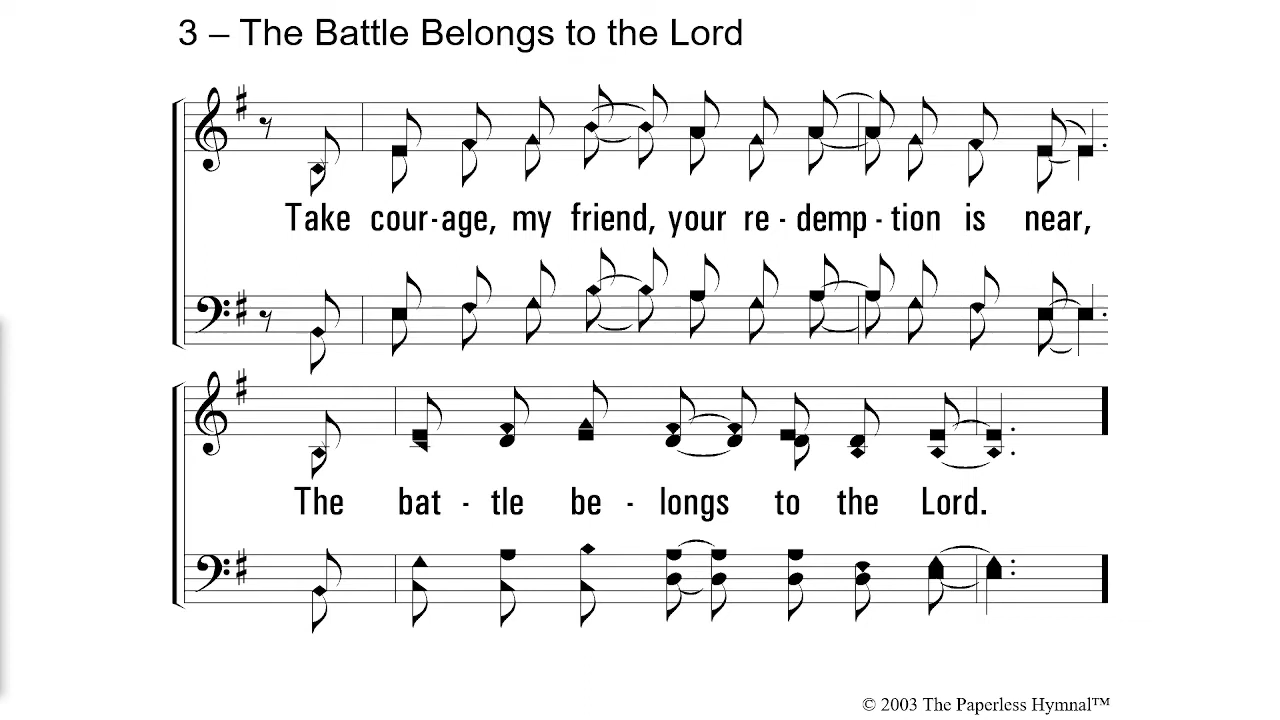 3 – The Battle Belongs to the Lord
Take cour-age, my friend, your re - demp - tion is near,
The bat - tle be - longs to the Lord.
© 2003 The Paperless Hymnal™